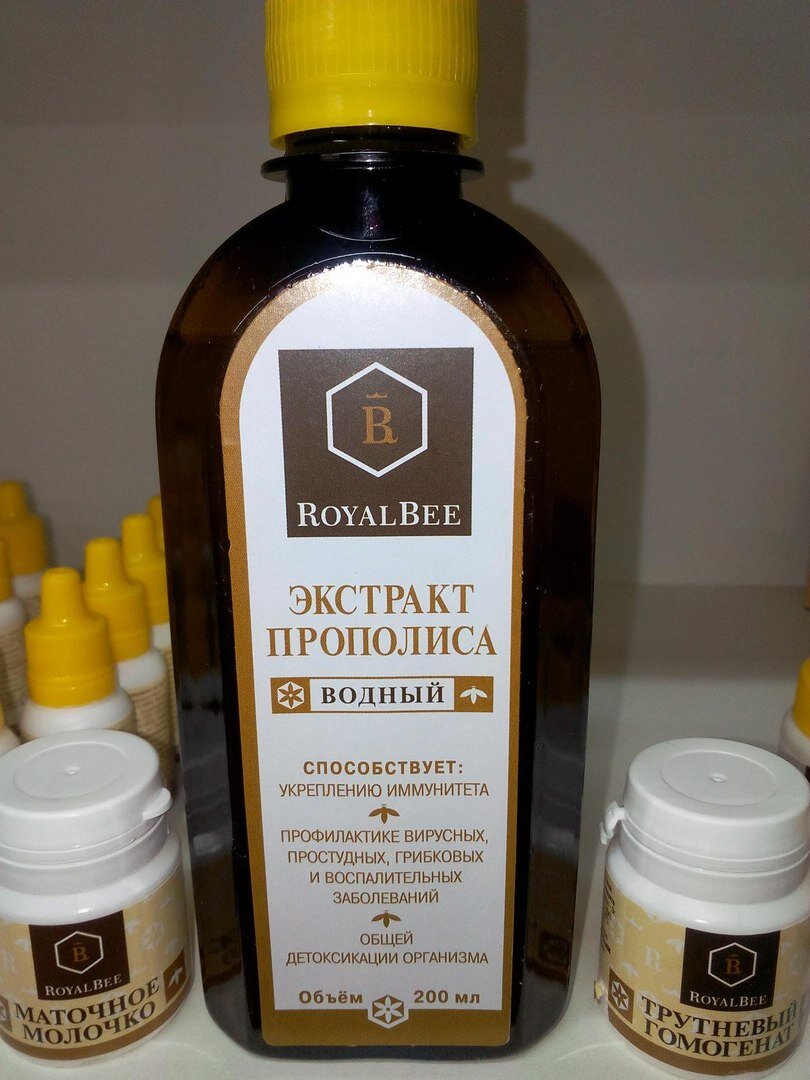 R
ROYALBEE
ЭКСТРАКТ
ПРОПОЛИСА
ВОДНЫЙ
СПОСОБСТВУЕТ:
УКРЕПЛЕНИЮ ИММУНИТЕТА
ПРОФИЛАКТИКЕ ВИРУСНЫХ,
ПРОСТУДНЫХ, ГРИБКОВЫХ
И ВОСПАЛИТЕЛЬНЫХ
ЗАБОЛЕВАНИЙ
ОБЩЕЙ
ДЕТОКСИКАЦИИ ОРГАНИЗМА
Объём 200 мл
R
ROYALBEE
МАТОЧНОЕ
МОЛОЧКО
R
ROYALBEE
ТРУТНЕВЫЙ
ГОМОГЕНАТ